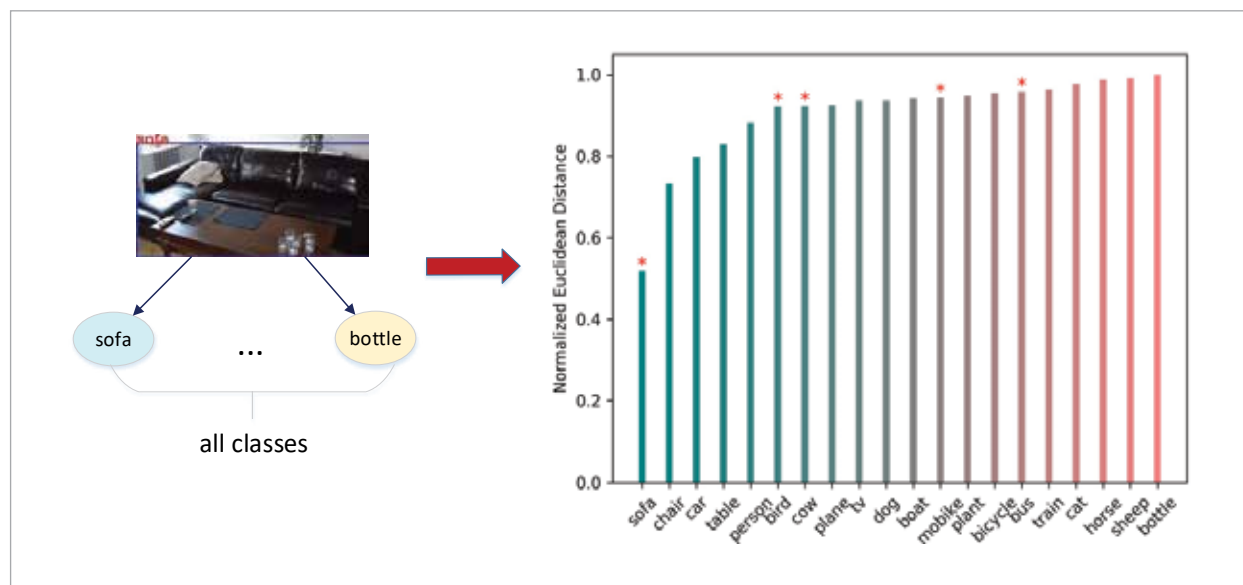 sofa
sofa
...
bottle
all classes
Normalized Euclidean Distance
1.0
0.8
0.6
0.4
0.2
0.0
*
*
*
*
*
sofa
chair
car
table
person
bird
cow
plane
tv
dog
boat
mobike
plant
bicycle
bus
train
cat
horse
sheep
bottle